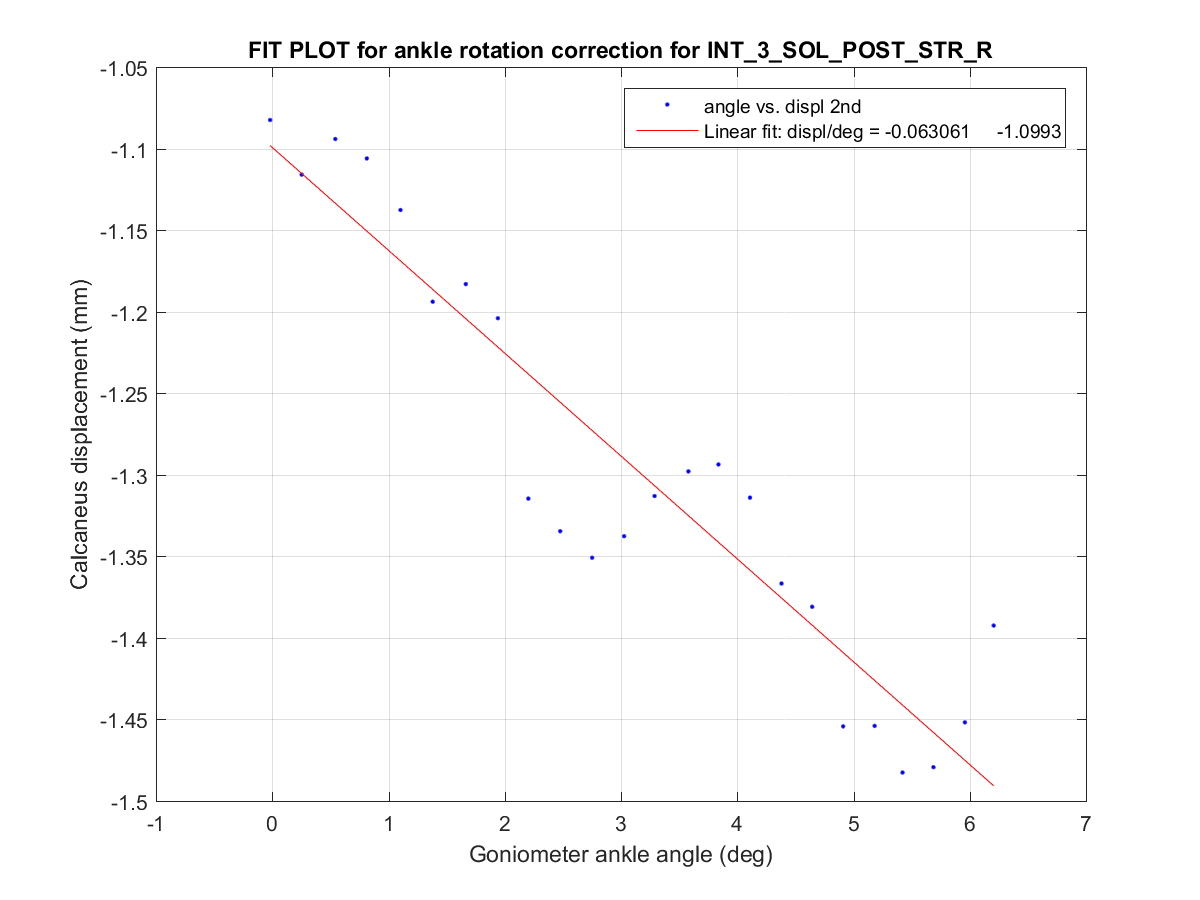 FIT PLOT for ankle rotation correction for INT_3_SOL_POST_STR_R
-1.05
angle vs. displ 2nd
Linear fit: displ/deg = -0.063061 -1.0993
-1.1
-1.15
-1.2
-1.25
-1.3
-1.35
-1.4
-1.45
-1.5
Calcaneus displacement (mm)
-1 0 1 2 3 4 5 6 7
Goniometer ankle angle (deg)